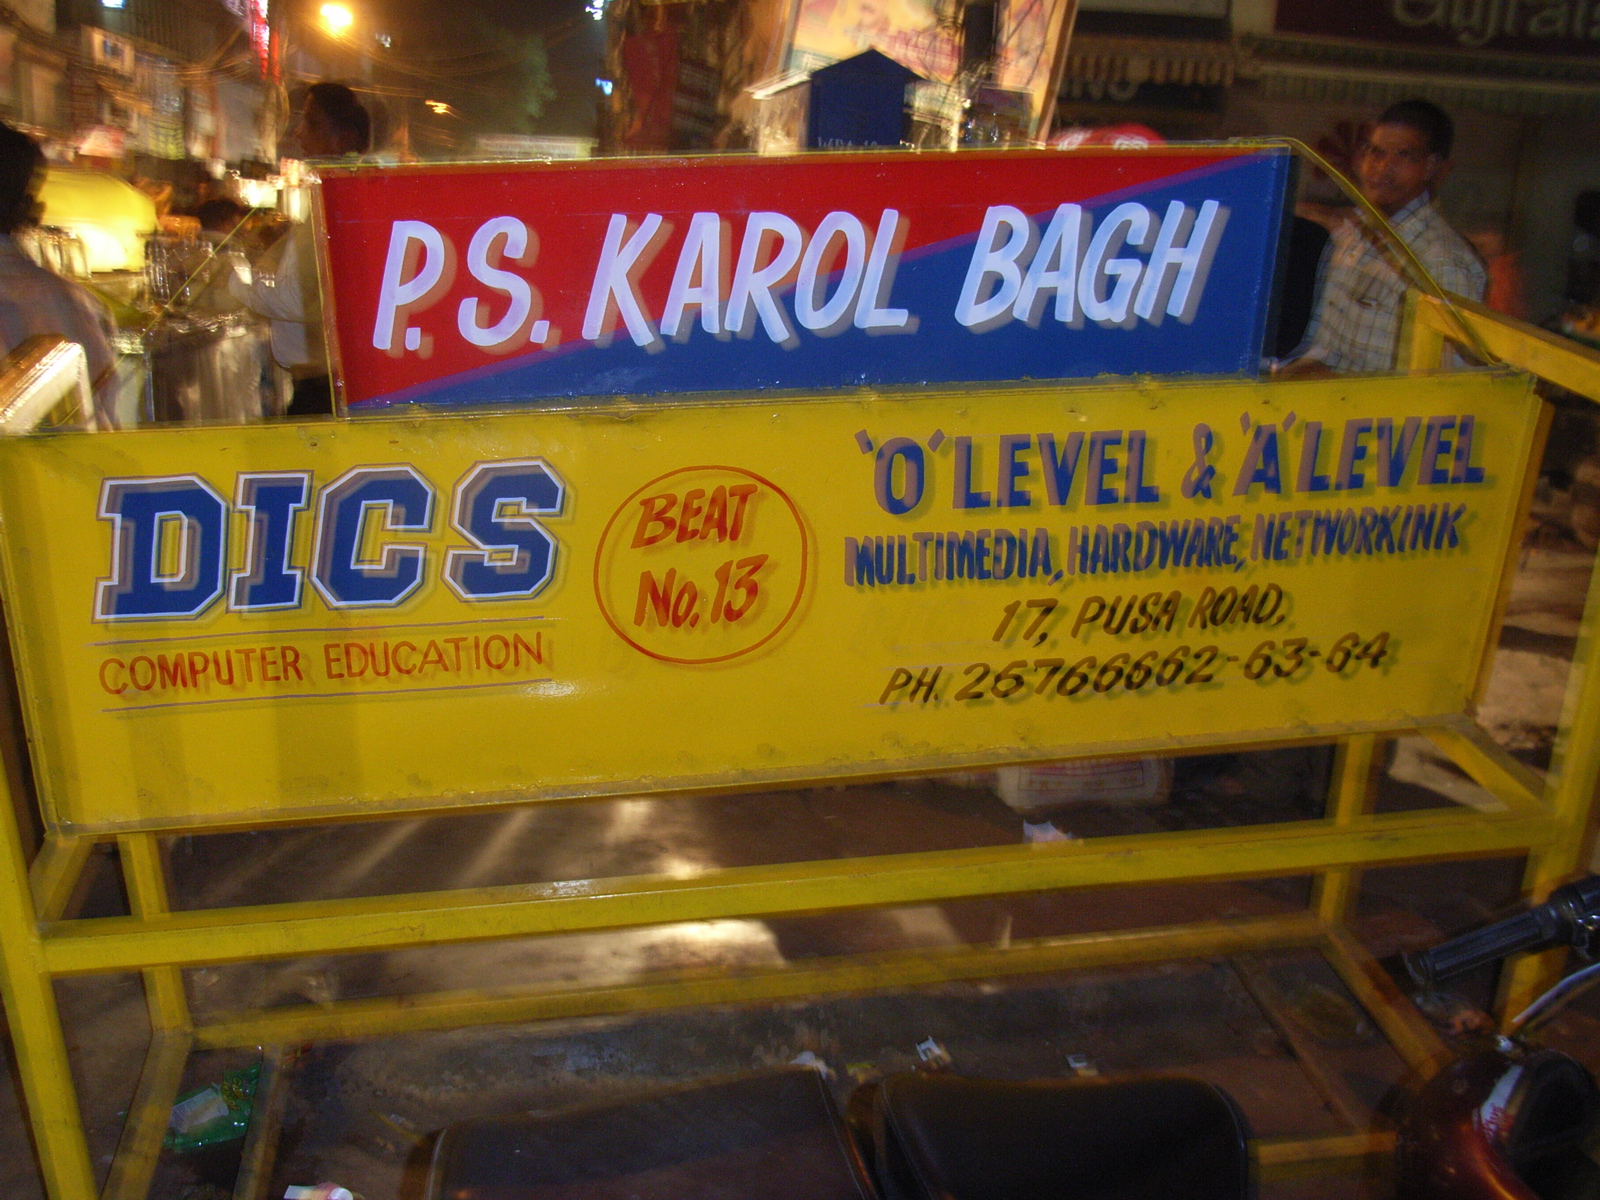 P.S. KAROL BAGH
DICS
COMPUTER EDUCATION
BEAT
No. 13
'O' LEVEL & 'A' LEVEL
MULTIMEDIA, HARDWARE, NETWORKINK
17, PUSA ROAD,
PH. 26766662-63-64